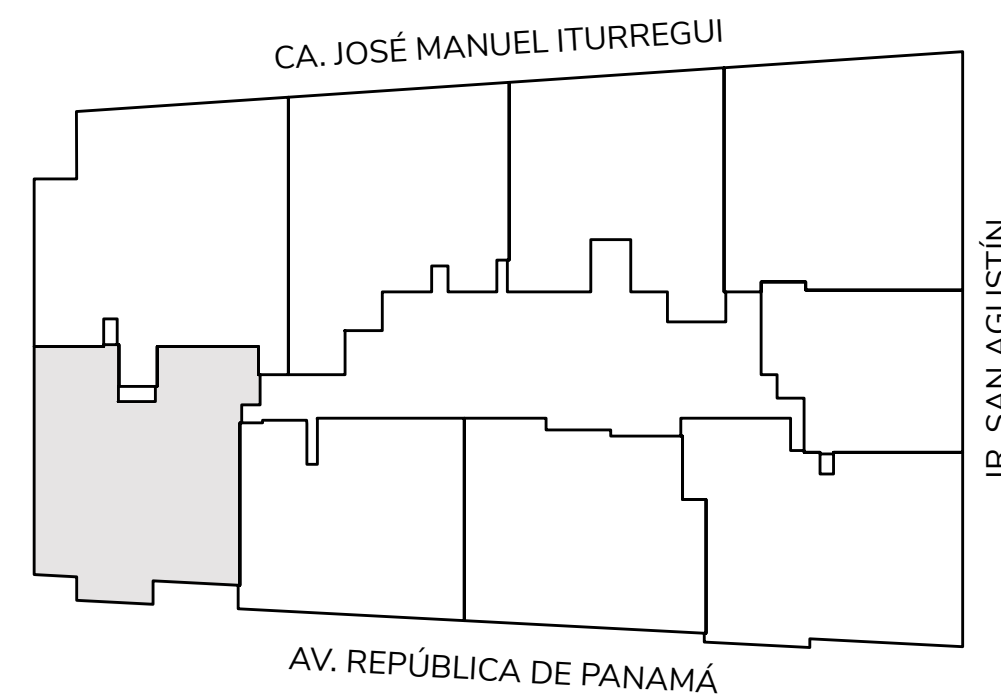 CA. JOSÉ MANUEL ITURREGUI
JR. SAN AGUSTÍN
AV. REPÚBLICA DE PANAMÁ